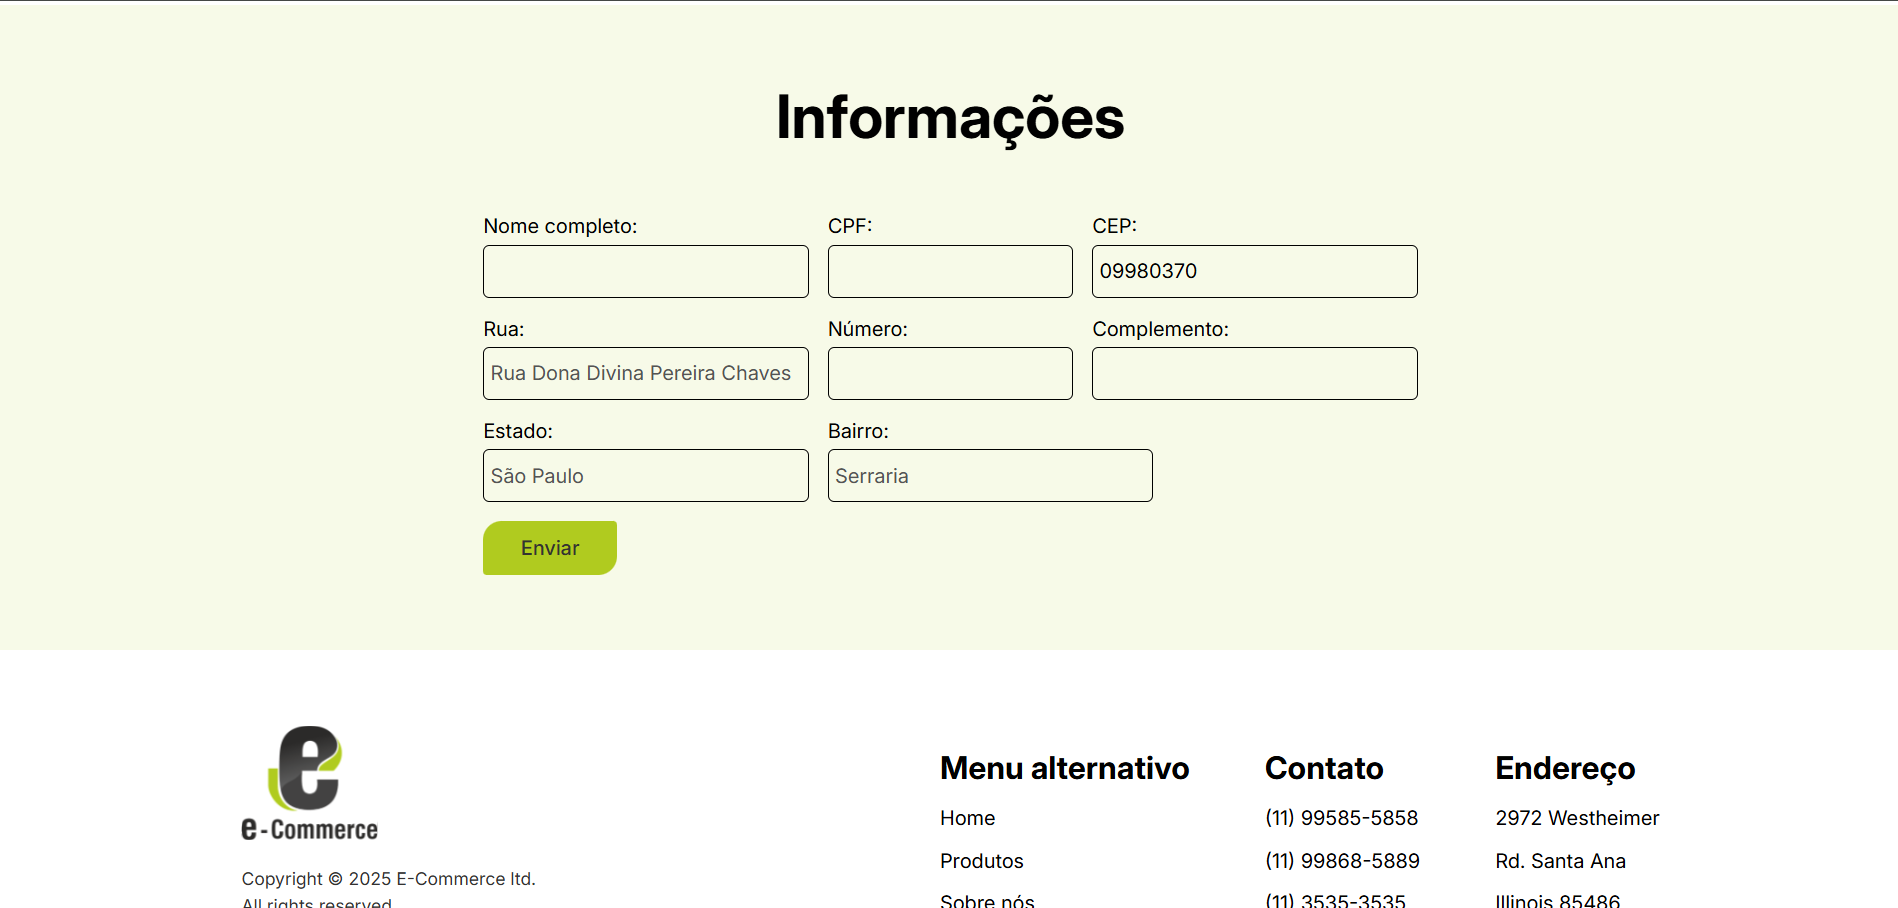 Informações
Nome completo:
CPF:
CEP:
09980370
Rua:
Número:
Complemento:
Rua Dona Divina Pereira Chaves
Estado:
Bairro:
São Paulo
Serraria
Enviar
e
e-Commerce
Copyright © 2025 E-Commerce ltd.
All rights reserved
Menu alternativo
Home
Produtos
Sobre nós
Contato
(11) 99585-5858
(11) 99868-5889
(11) 3535-3535
Endereço
2972 Westheimer
Rd. Santa Ana
Illinois 85486